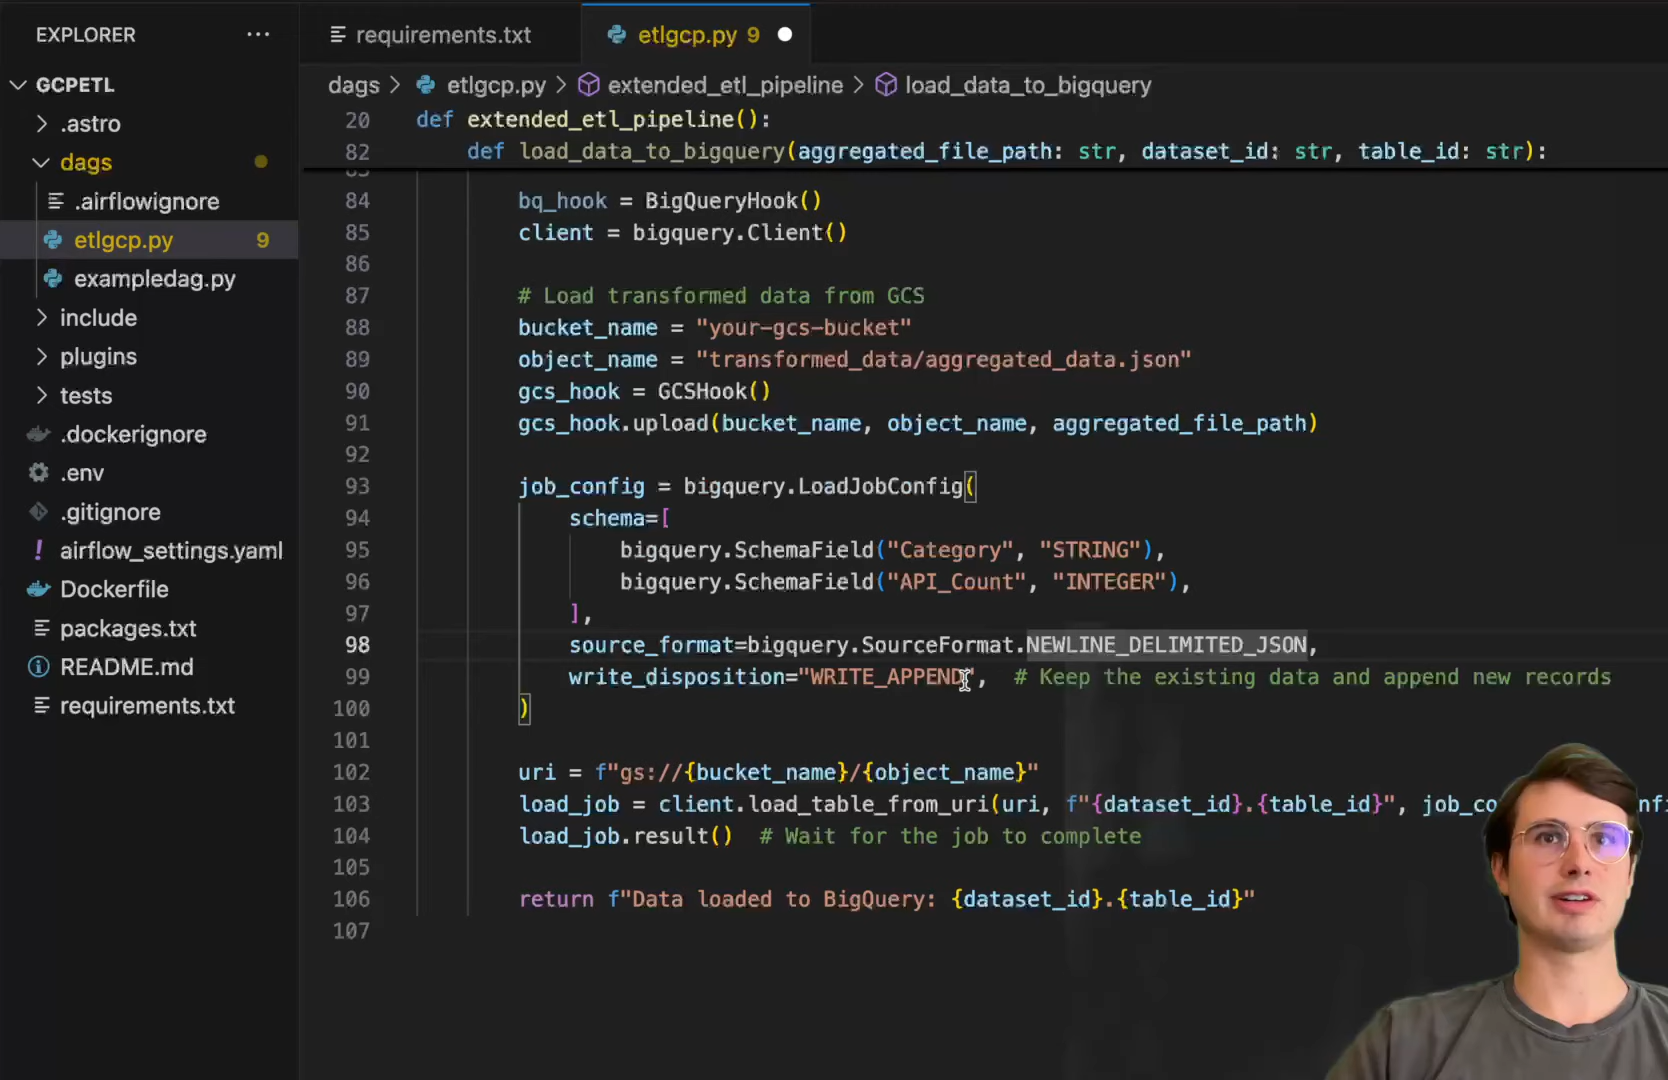 EXPLORER
GCPETL
.astro
dags
.airflowignore
etlgcp.py 9
exampledag.py
include
plugins
tests
.dockerignore
.env
.gitignore
! airflow_settings.yaml
Dockerfile
packages.txt
README.md
requirements.txt
requirements.txt
etlgcp.py 9
dags > etlgcp.py > extended_etl_pipeline > load_data_to_bigquery
20 def extended_etl_pipeline():
82 def load_data_to_bigquery(aggregated_file_path: str, dataset_id: str, table_id: str):
84 bq_hook = BigQueryHook()
85 client = bigquery.Client()
86
87 # Load transformed data from GCS
88 bucket_name = "your-gcs-bucket"
89 object_name = "transformed_data/aggregated_data.json"
90 gcs_hook = GCSHook()
91 gcs_hook.upload(bucket_name, object_name, aggregated_file_path)
92
93 job_config = bigquery.LoadJobConfig(
94 schema=[
95 bigquery.SchemaField("Category", "STRING"),
96 bigquery.SchemaField("API_Count", "INTEGER"),
97 ],
98 source_format=bigquery.SourceFormat.NEWLINE_DELIMITED_JSON,
99 write_disposition="WRITE_APPEND", # Keep the existing data and append new records
100 )
101
102 uri = f"gs://{bucket_name}/{object_name}"
103 load_job = client.load_table_from_uri(uri, f"{dataset_id}.{table_id}", job_co
104 load_job.result() # Wait for the job to complete
105
106 return f"Data loaded to BigQuery: {dataset_id}.{table_id}"
107